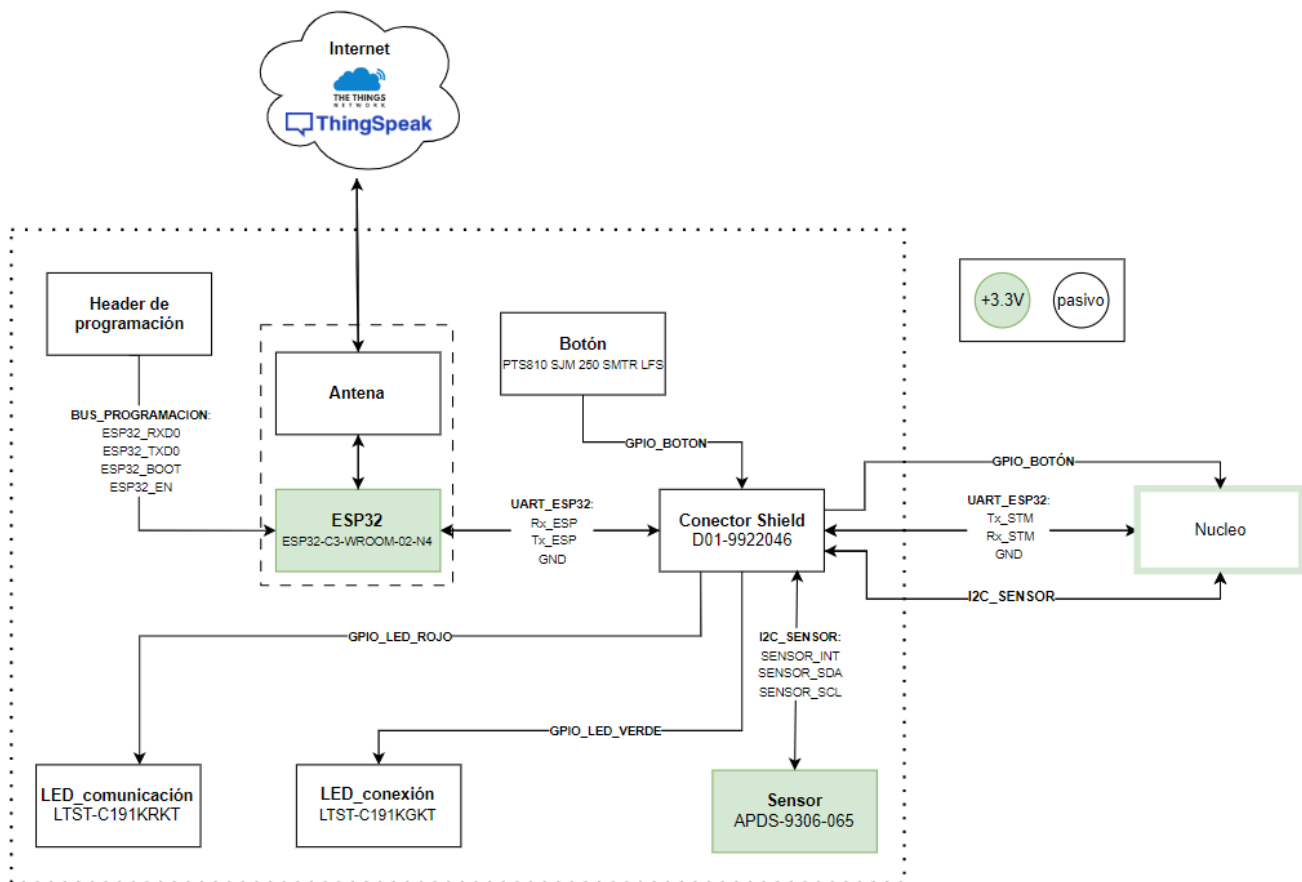 Internet
THE THINGS
NETWORK
ThingSpeak
Header de
programación
+3.3V
pasivo
Botón
PTS810 SJM 250 SMTR LFS
Antena
BUS_PROGRAMACION:
ESP32_RXD0
ESP32_TXD0
ESP32_BOOT
ESP32_EN
GPIO_BOTON
GPIO_BOTÓN
ESP32
ESP32-C3-WROOM-02-N4
UART_ESP32:
Rx_ESP
Tx_ESP
GND
Conector Shield
D01-9922046
UART_ESP32:
Tx_STM
Rx_STM
GND
Nucleo
I2C_SENSOR
GPIO_LED_ROJO
I2C_SENSOR:
SENSOR_INT
SENSOR_SDA
SENSOR_SCL
GPIO_LED_VERDE
LED_comunicación
LTST-C191KRKT
LED_conexión
LTST-C191KGKT
Sensor
APDS-9306-065